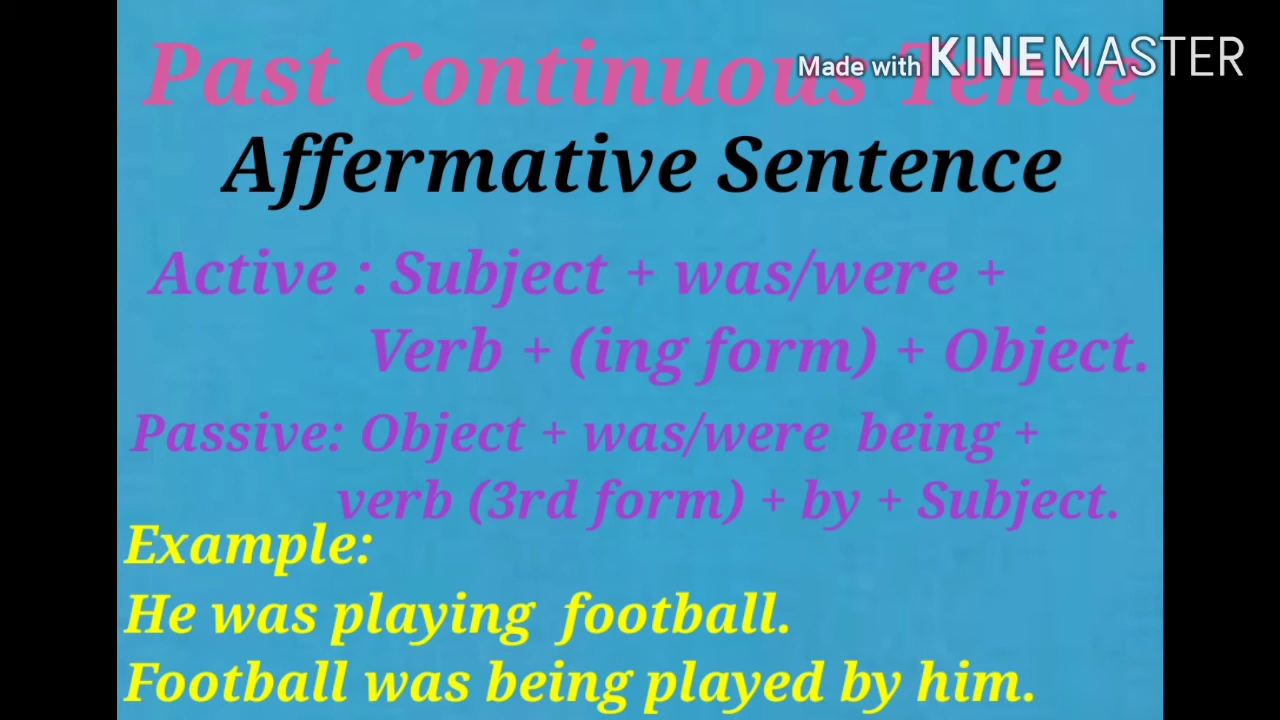 Past Continuous Tense
Made with KINEMASTER
Affermative Sentence
Active : Subject + was/were +
Verb + (ing form) + Object.
Passive: Object + was/were being +
verb (3rd form) + by + Subject.
Example:
He was playing football.
Football was being played by him.